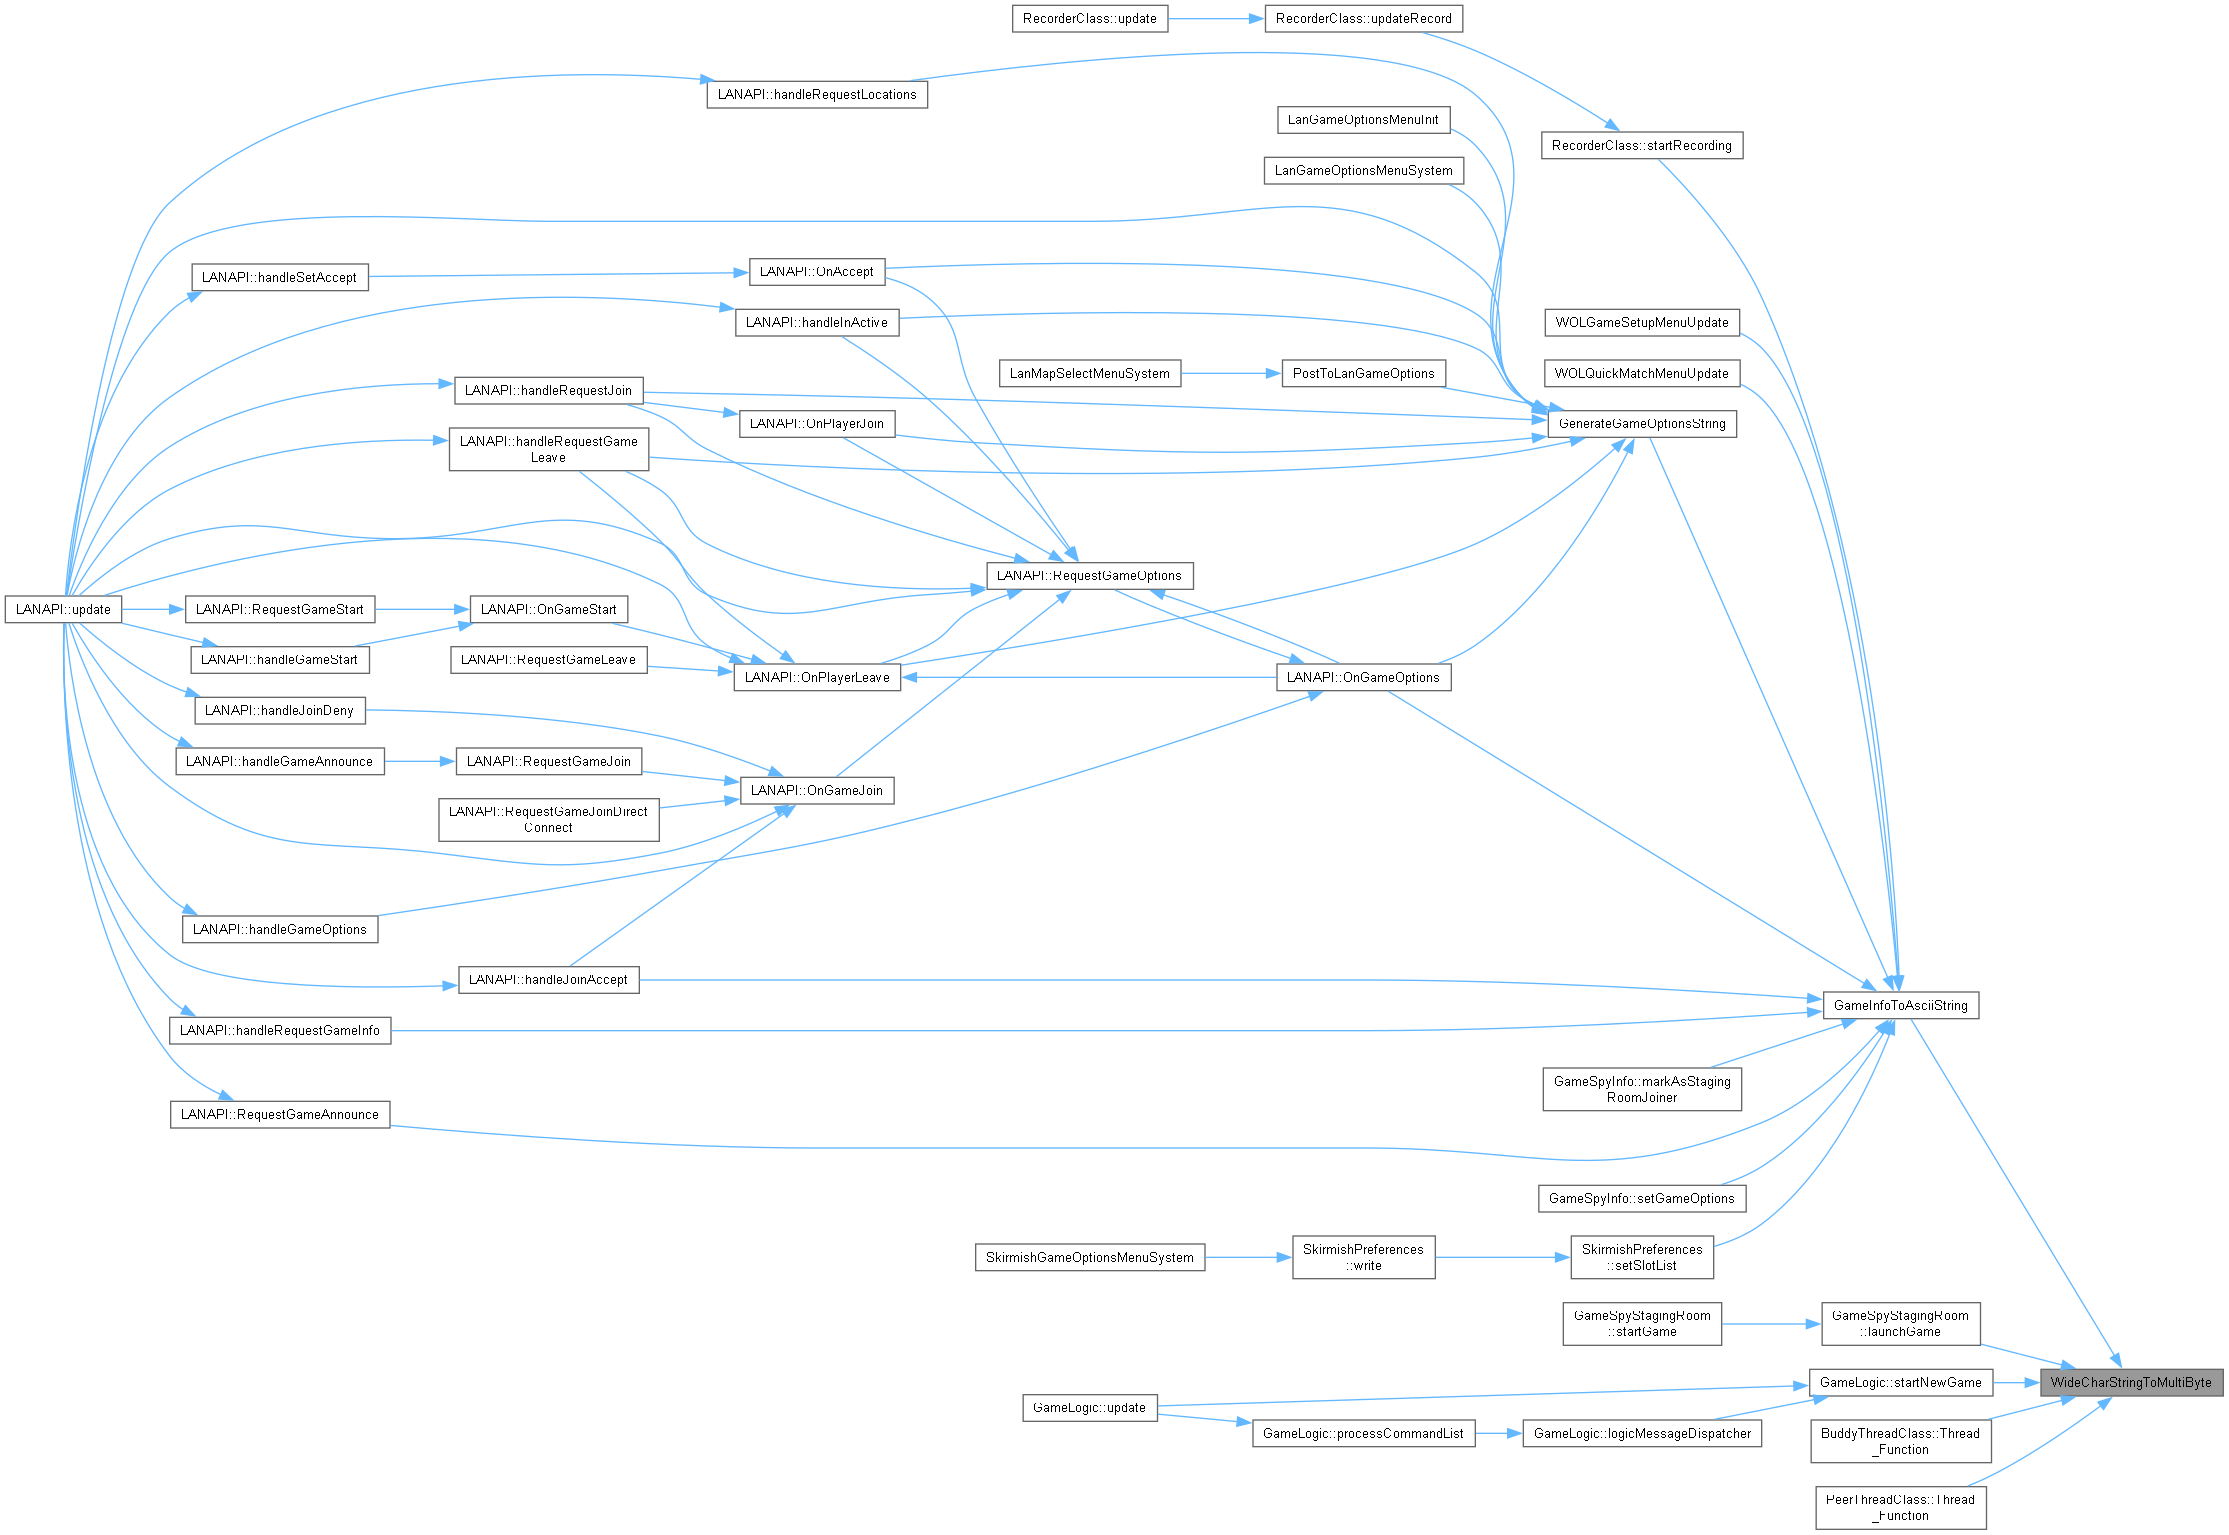 RecorderClass::update
RecorderClass::updateRecord
LANAPI::handleRequestLocations
LanGameOptionsMenuInit
RecorderClass::startRecording
LanGameOptionsMenuSystem
LANAPI::handleSetAccept
LANAPI::OnAccept
LANAPI::handleInActive
WOLGameSetupMenuUpdate
LanMapSelectMenuSystem
PostToLanGameOptions
WOLQuickMatchMenuUpdate
LANAPI::handleRequestJoin
LANAPI::OnPlayerJoin
GenerateGameOptionsString
LANAPI::handleRequestGame
Leave
LANAPI::RequestGameOptions
LANAPI::update
LANAPI::RequestGameStart
LANAPI::OnGameStart
LANAPI::handleGameStart
LANAPI::RequestGameLeave
LANAPI::OnPlayerLeave
LANAPI::OnGameOptions
LANAPI::handleJoinDeny
LANAPI::handleGameAnnounce
LANAPI::RequestGameJoin
LANAPI::OnGameJoin
LANAPI::RequestGameJoinDirect
Connect
LANAPI::handleGameOptions
LANAPI::handleJoinAccept
GameInfoToAsciiString
LANAPI::handleRequestGameInfo
GameSpyInfo::markAsStaging
RoomJoiner
LANAPI::RequestGameAnnounce
GameSpyInfo::setGameOptions
SkirmishGameOptionsMenuSystem
SkirmishPreferences
::write
SkirmishPreferences
::setSlotList
GameSpyStagingRoom
::startGame
GameSpyStagingRoom
::launchGame
GameLogic::startNewGame
WideCharStringToMultiByte
GameLogic::update
GameLogic::processCommandList
GameLogic::logicMessageDispatcher
BuddyThreadClass::Thread
_Function
PeerThreadClass::Thread
_Function